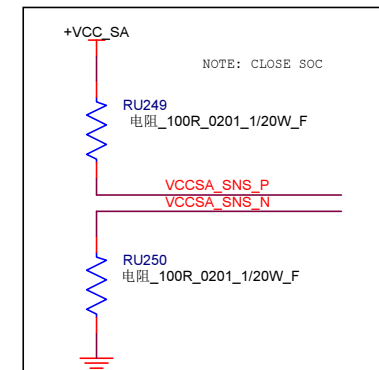 +VCC_SA
NOTE: CLOSE SOC
RU249
电阻_100R_0201_1/20W_F
VCCSA_SNS_P
VCCSA_SNS_N
RU250
电阻_100R_0201_1/20W_F